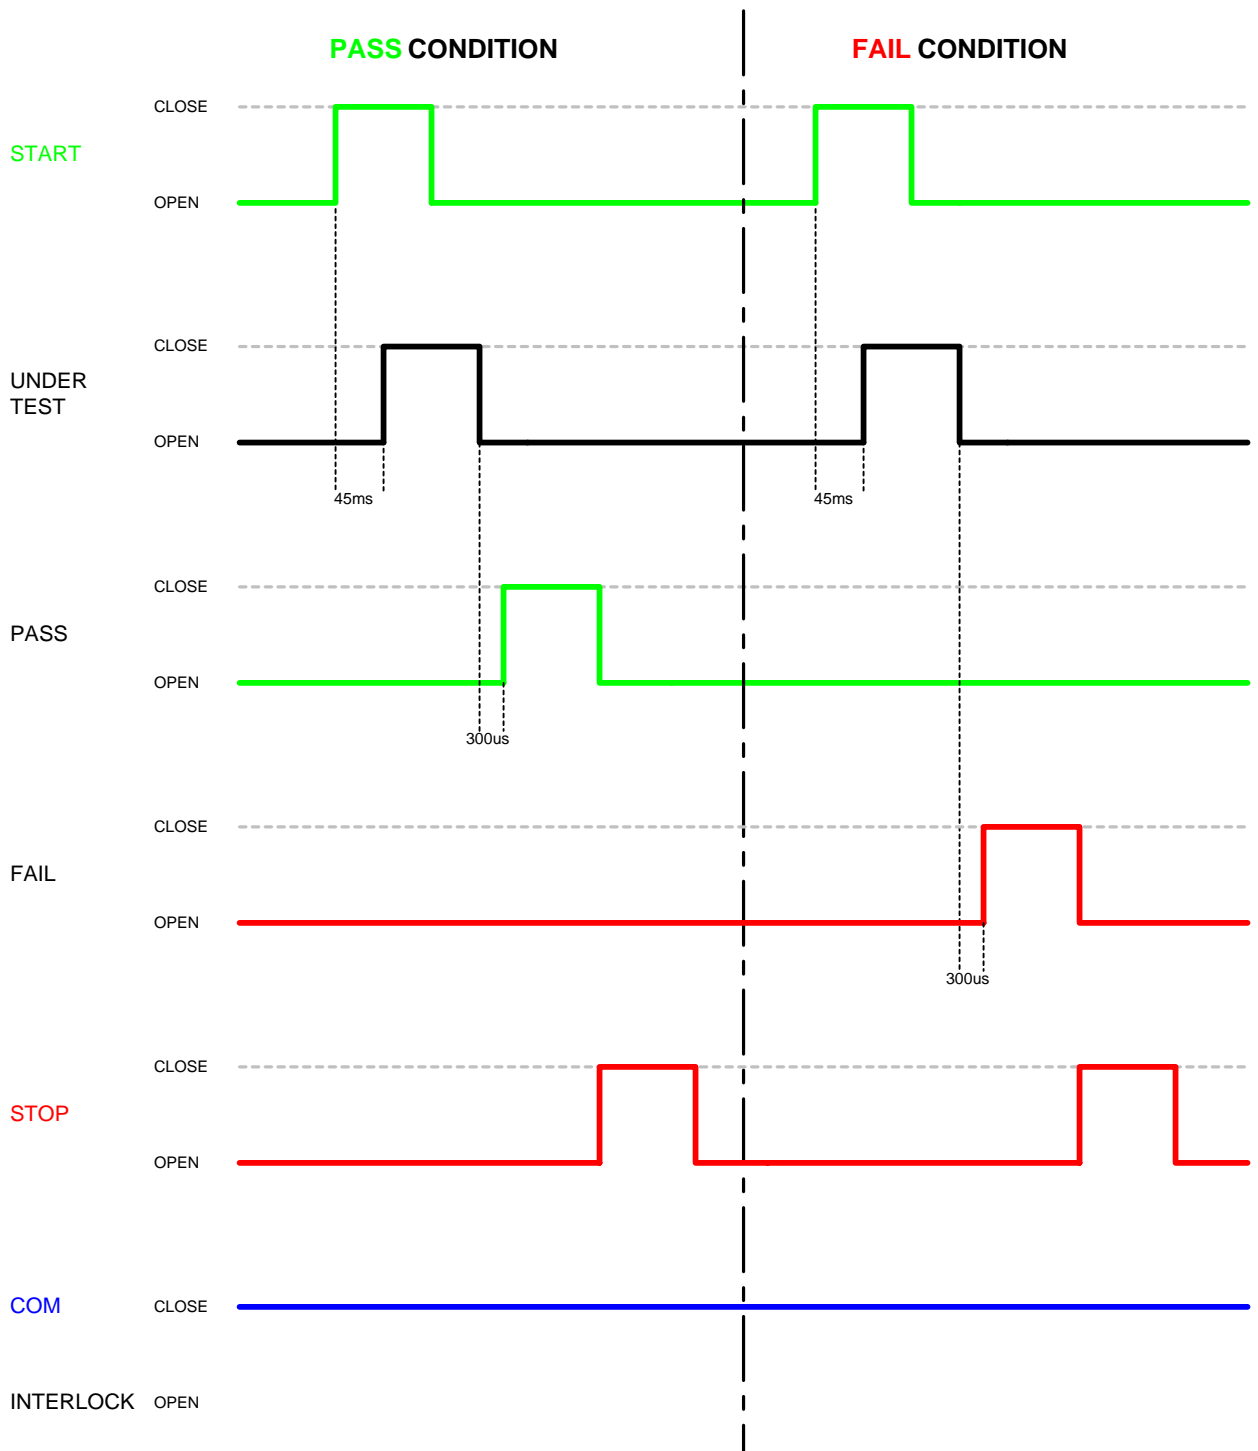 PASS CONDITION
FAIL CONDITION
CLOSE
START
OPEN
CLOSE
UNDER
TEST
OPEN
45ms
45ms
CLOSE
PASS
OPEN
300us
CLOSE
FAIL
OPEN
300us
CLOSE
STOP
OPEN
COM
CLOSE
INTERLOCK
OPEN